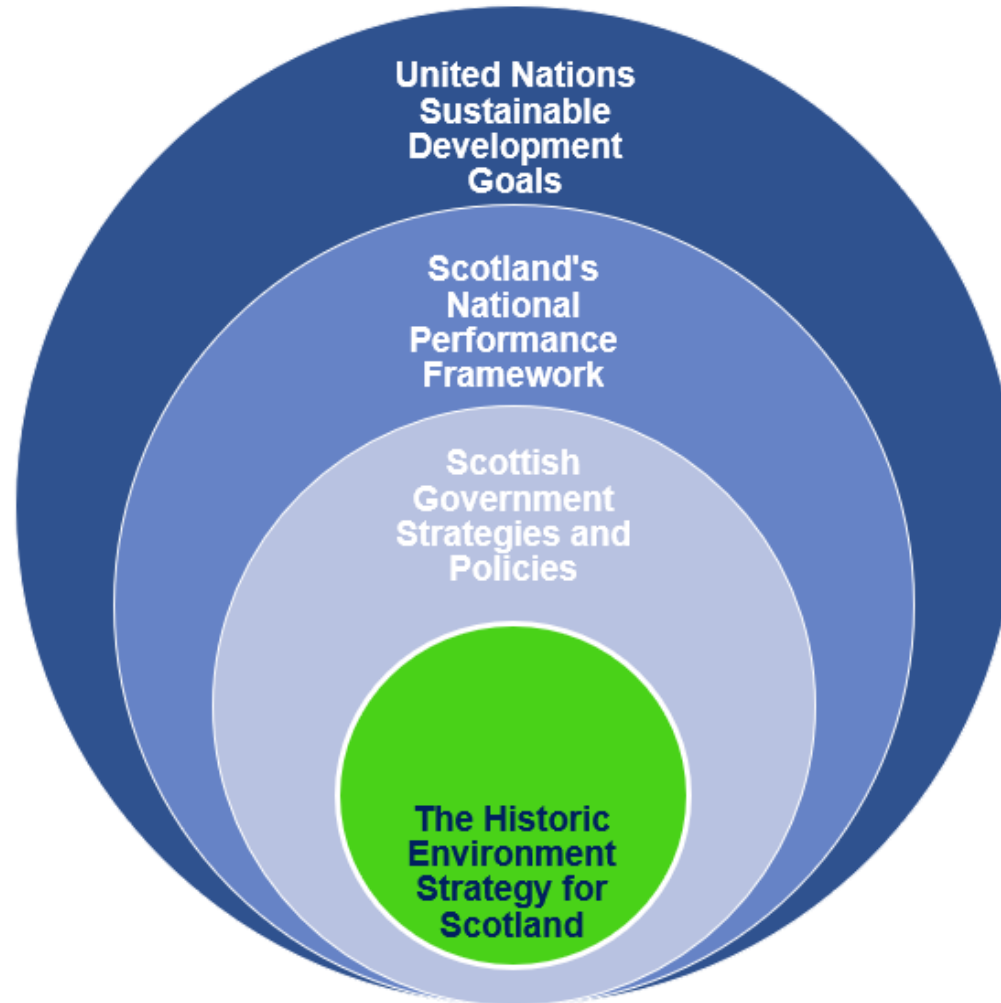 United Nations
Sustainable
Development
Goals
Scotland's
National
Performance
Framework
Scottish
Government
Strategies and
Policies
The Historic
Environment
Strategy for
Scotland